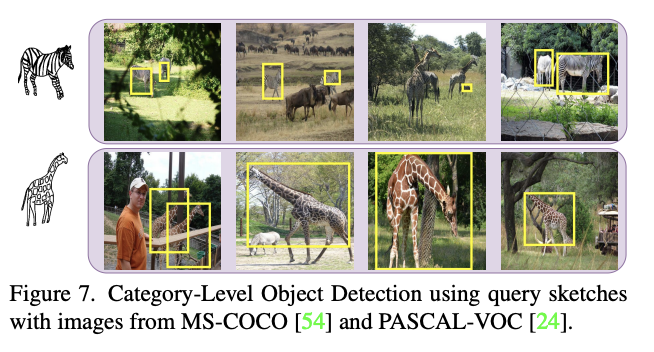 Figure 7. Category-Level Object Detection using query sketches
with images from MS-COCO [54] and PASCAL-VOC [24].